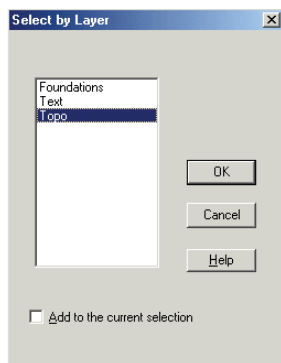 Select by Layer
Foundations
Text
Topo
OK
Cancel
Help
Add to the current selection